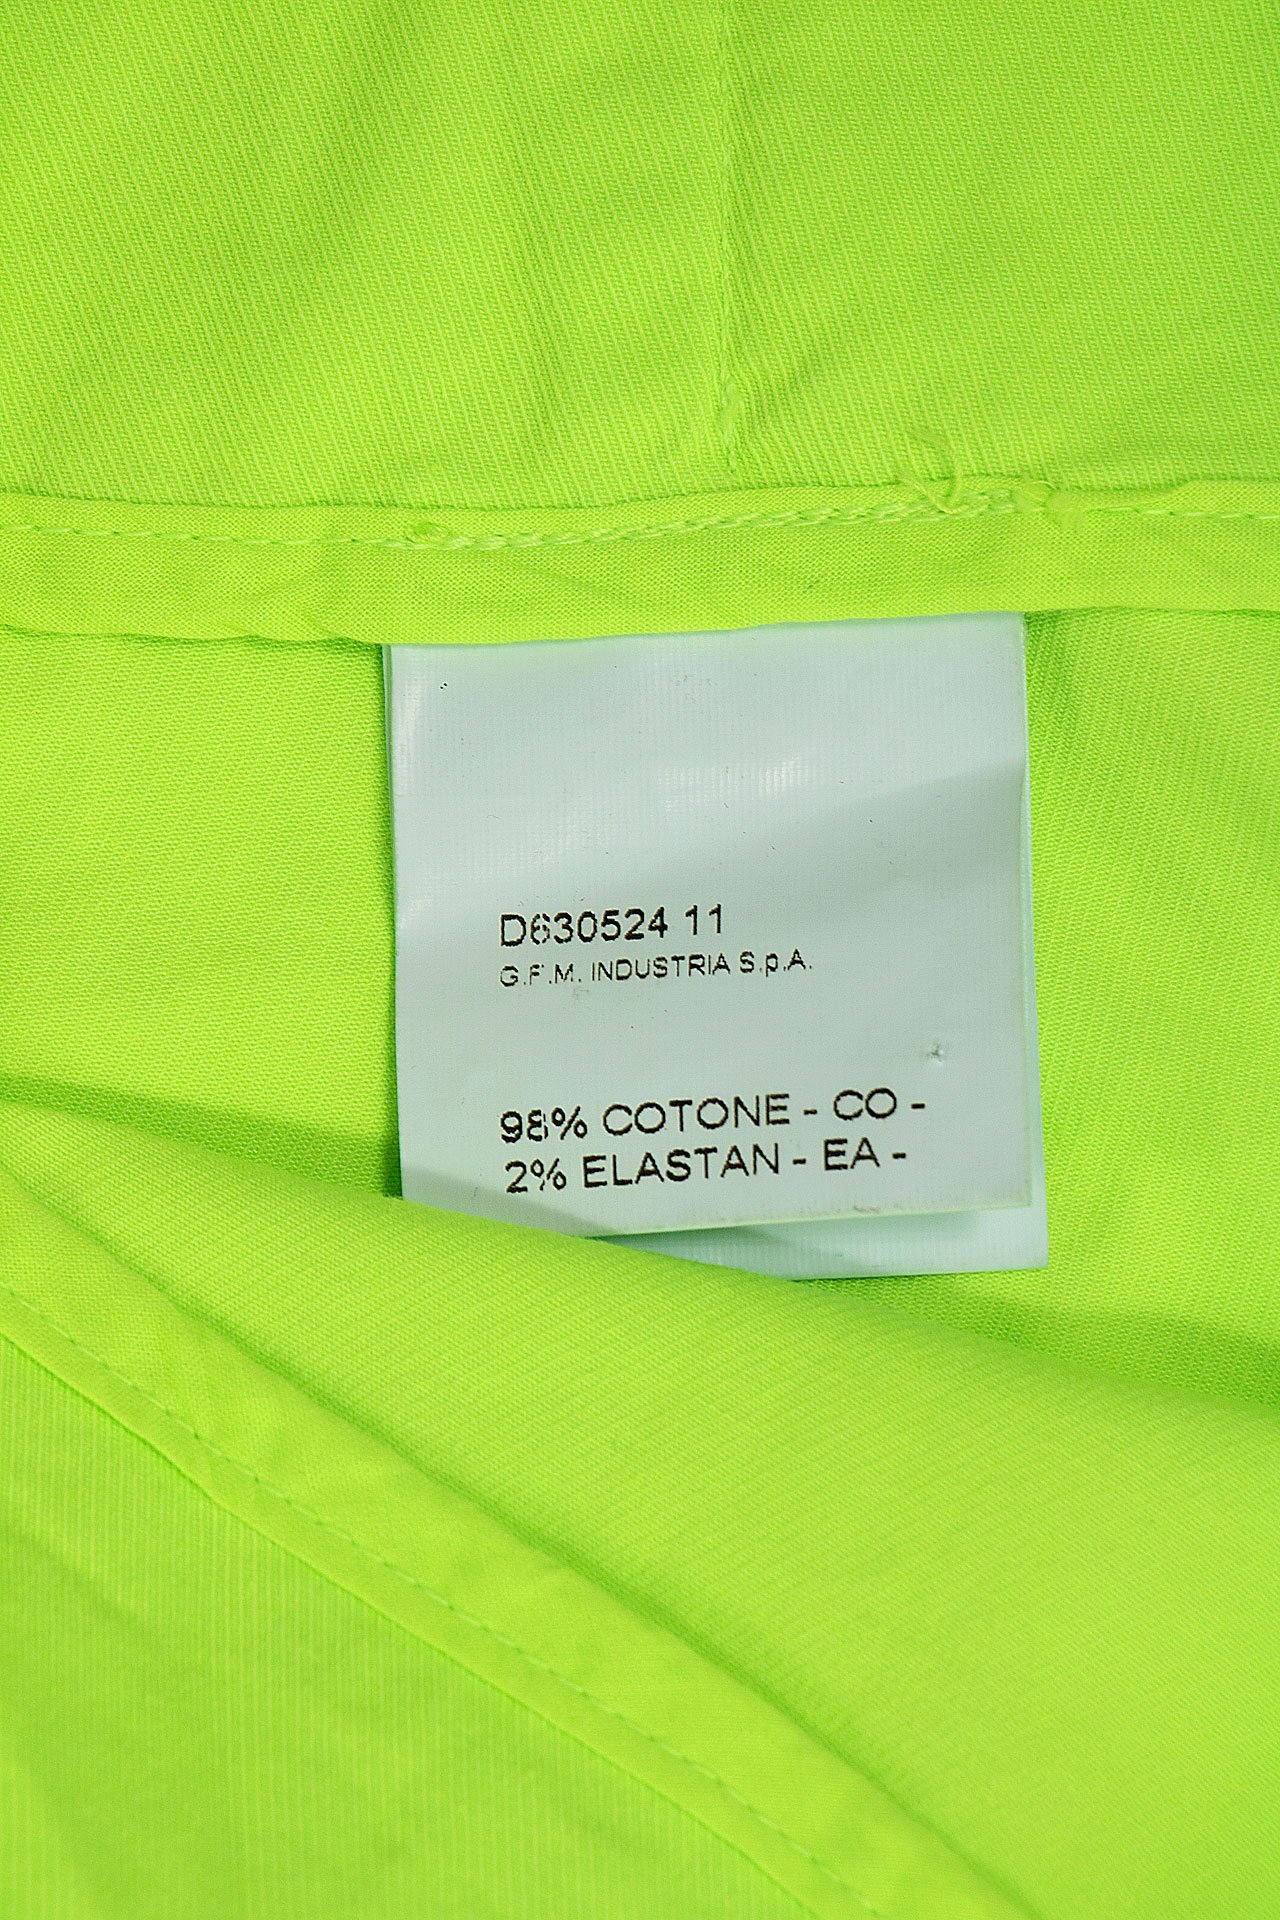 D630524 11
G.F.M. INDUSTRIA S.p.A.
98% COTONE - CO -
2% ELASTAN - EA -